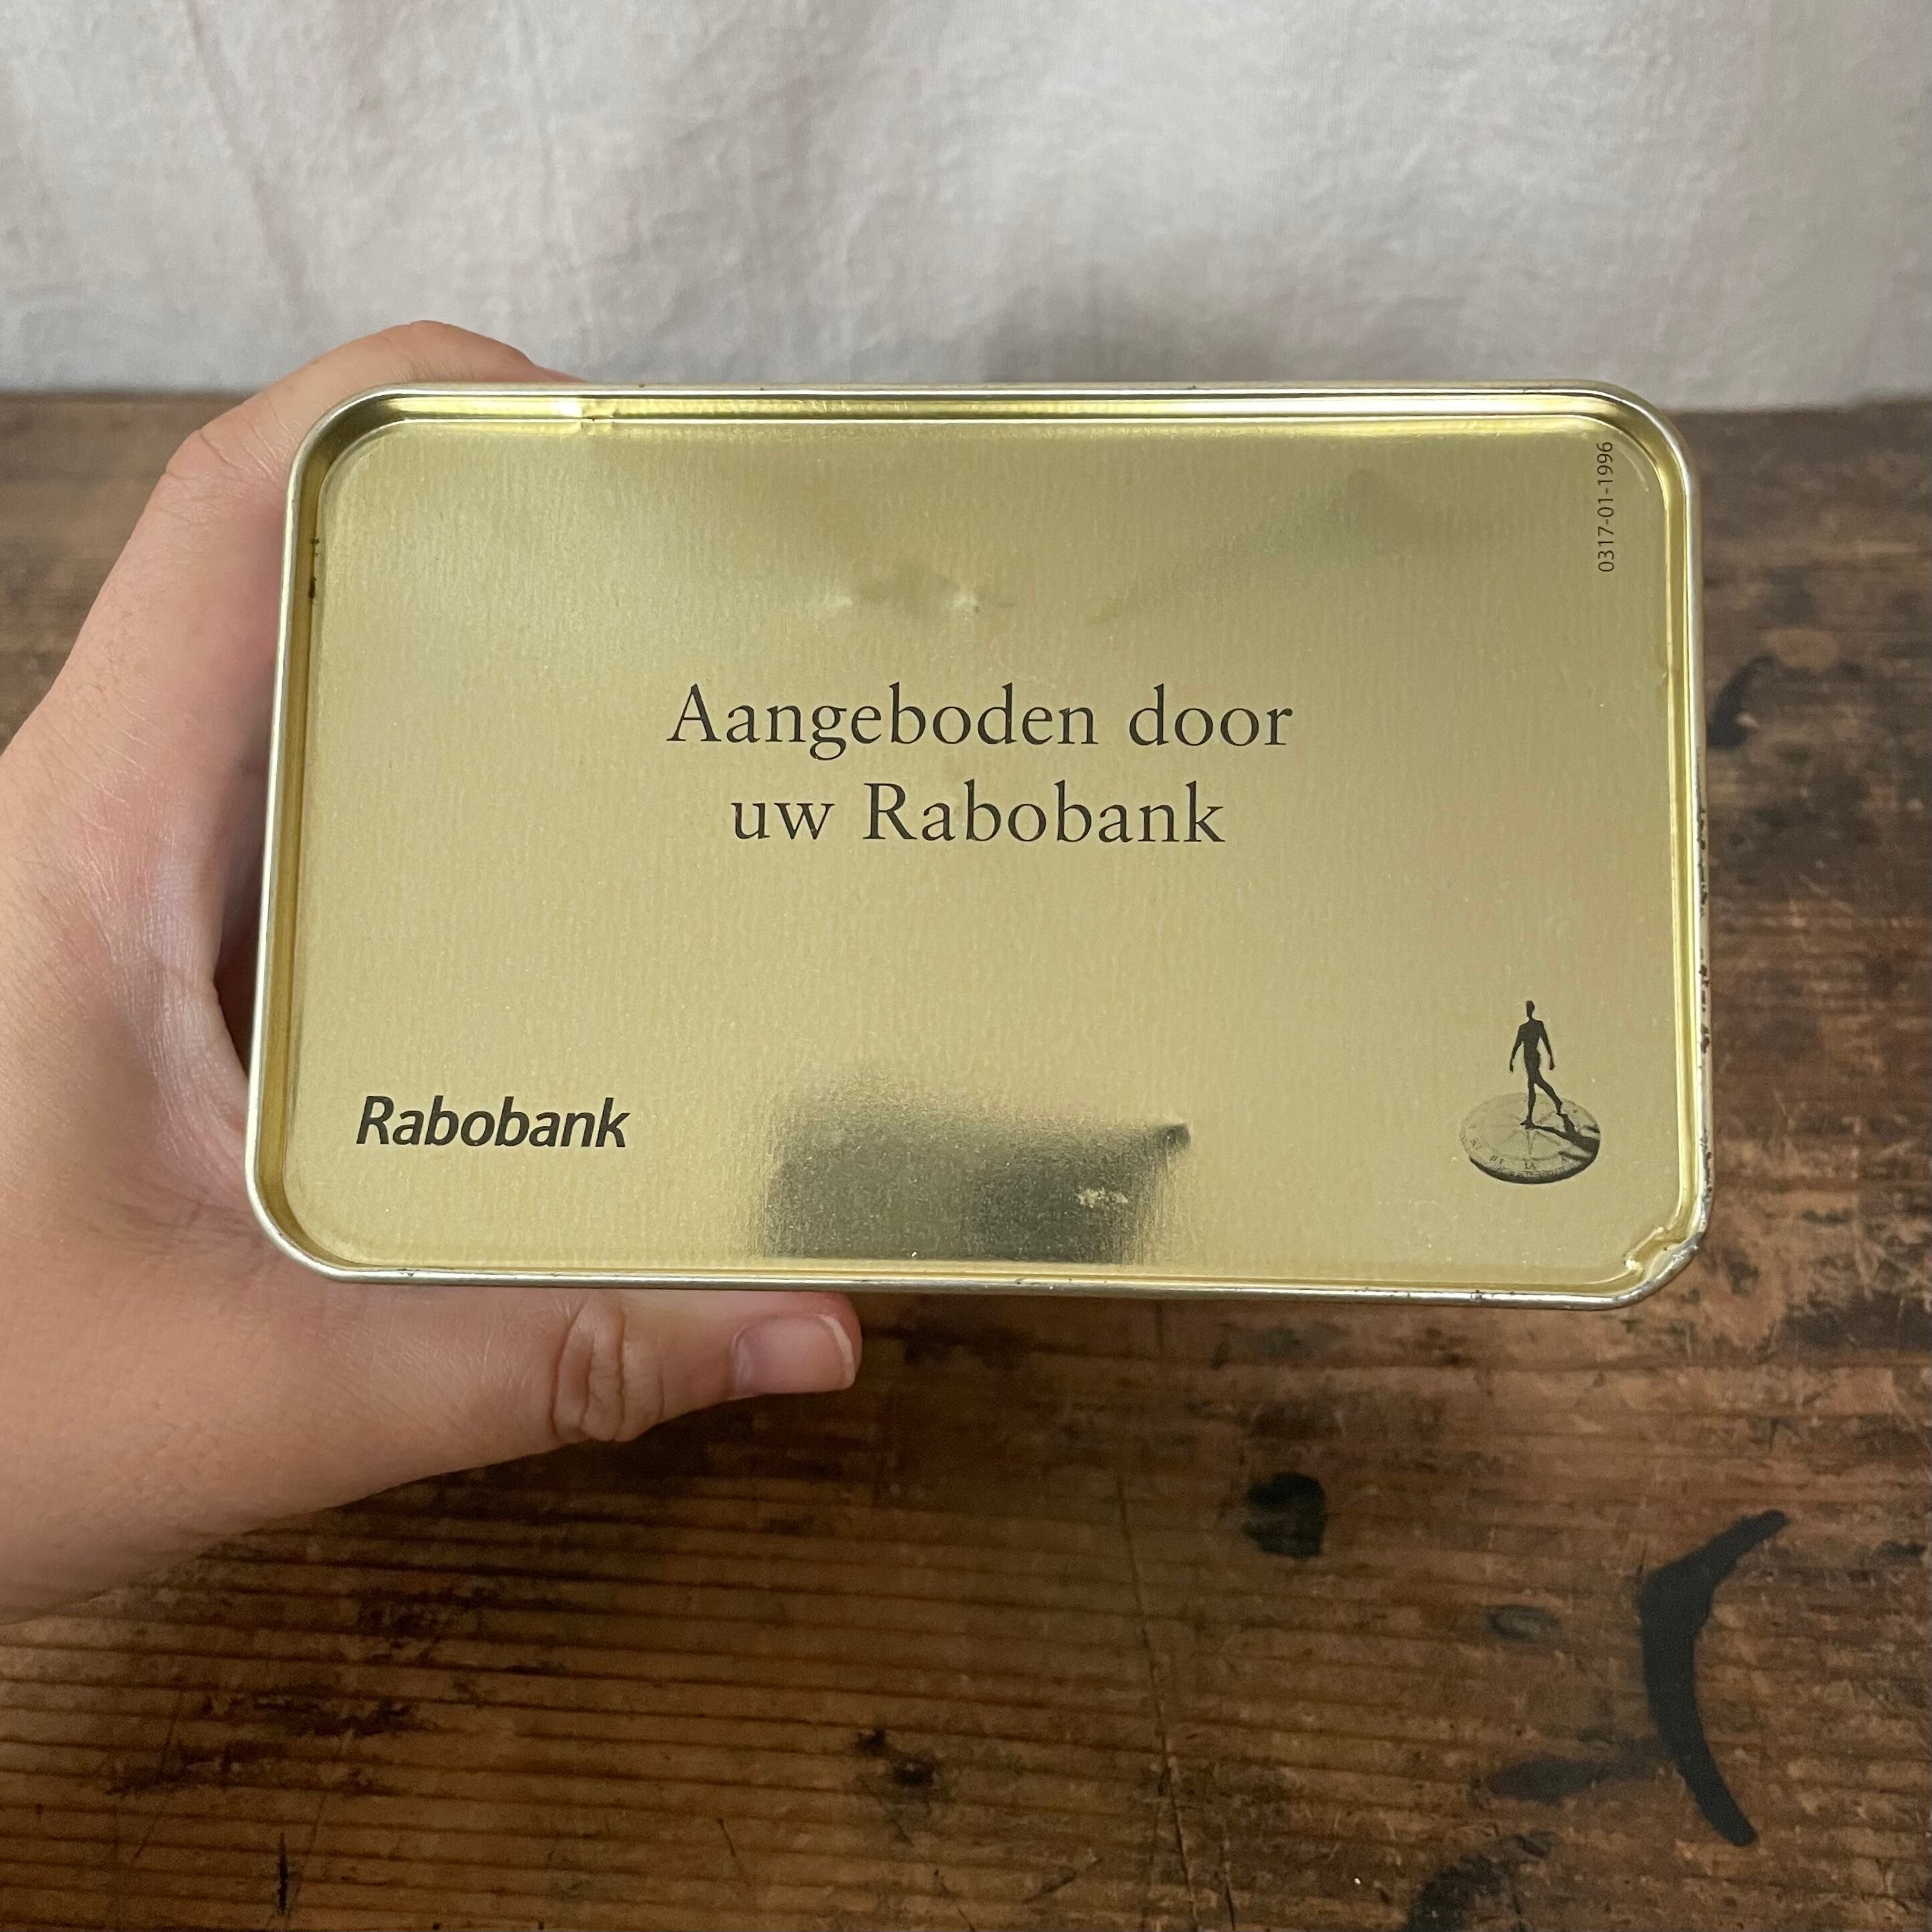 0317-01-1996
Aangeboden door
uw Rabobank
Rabobank